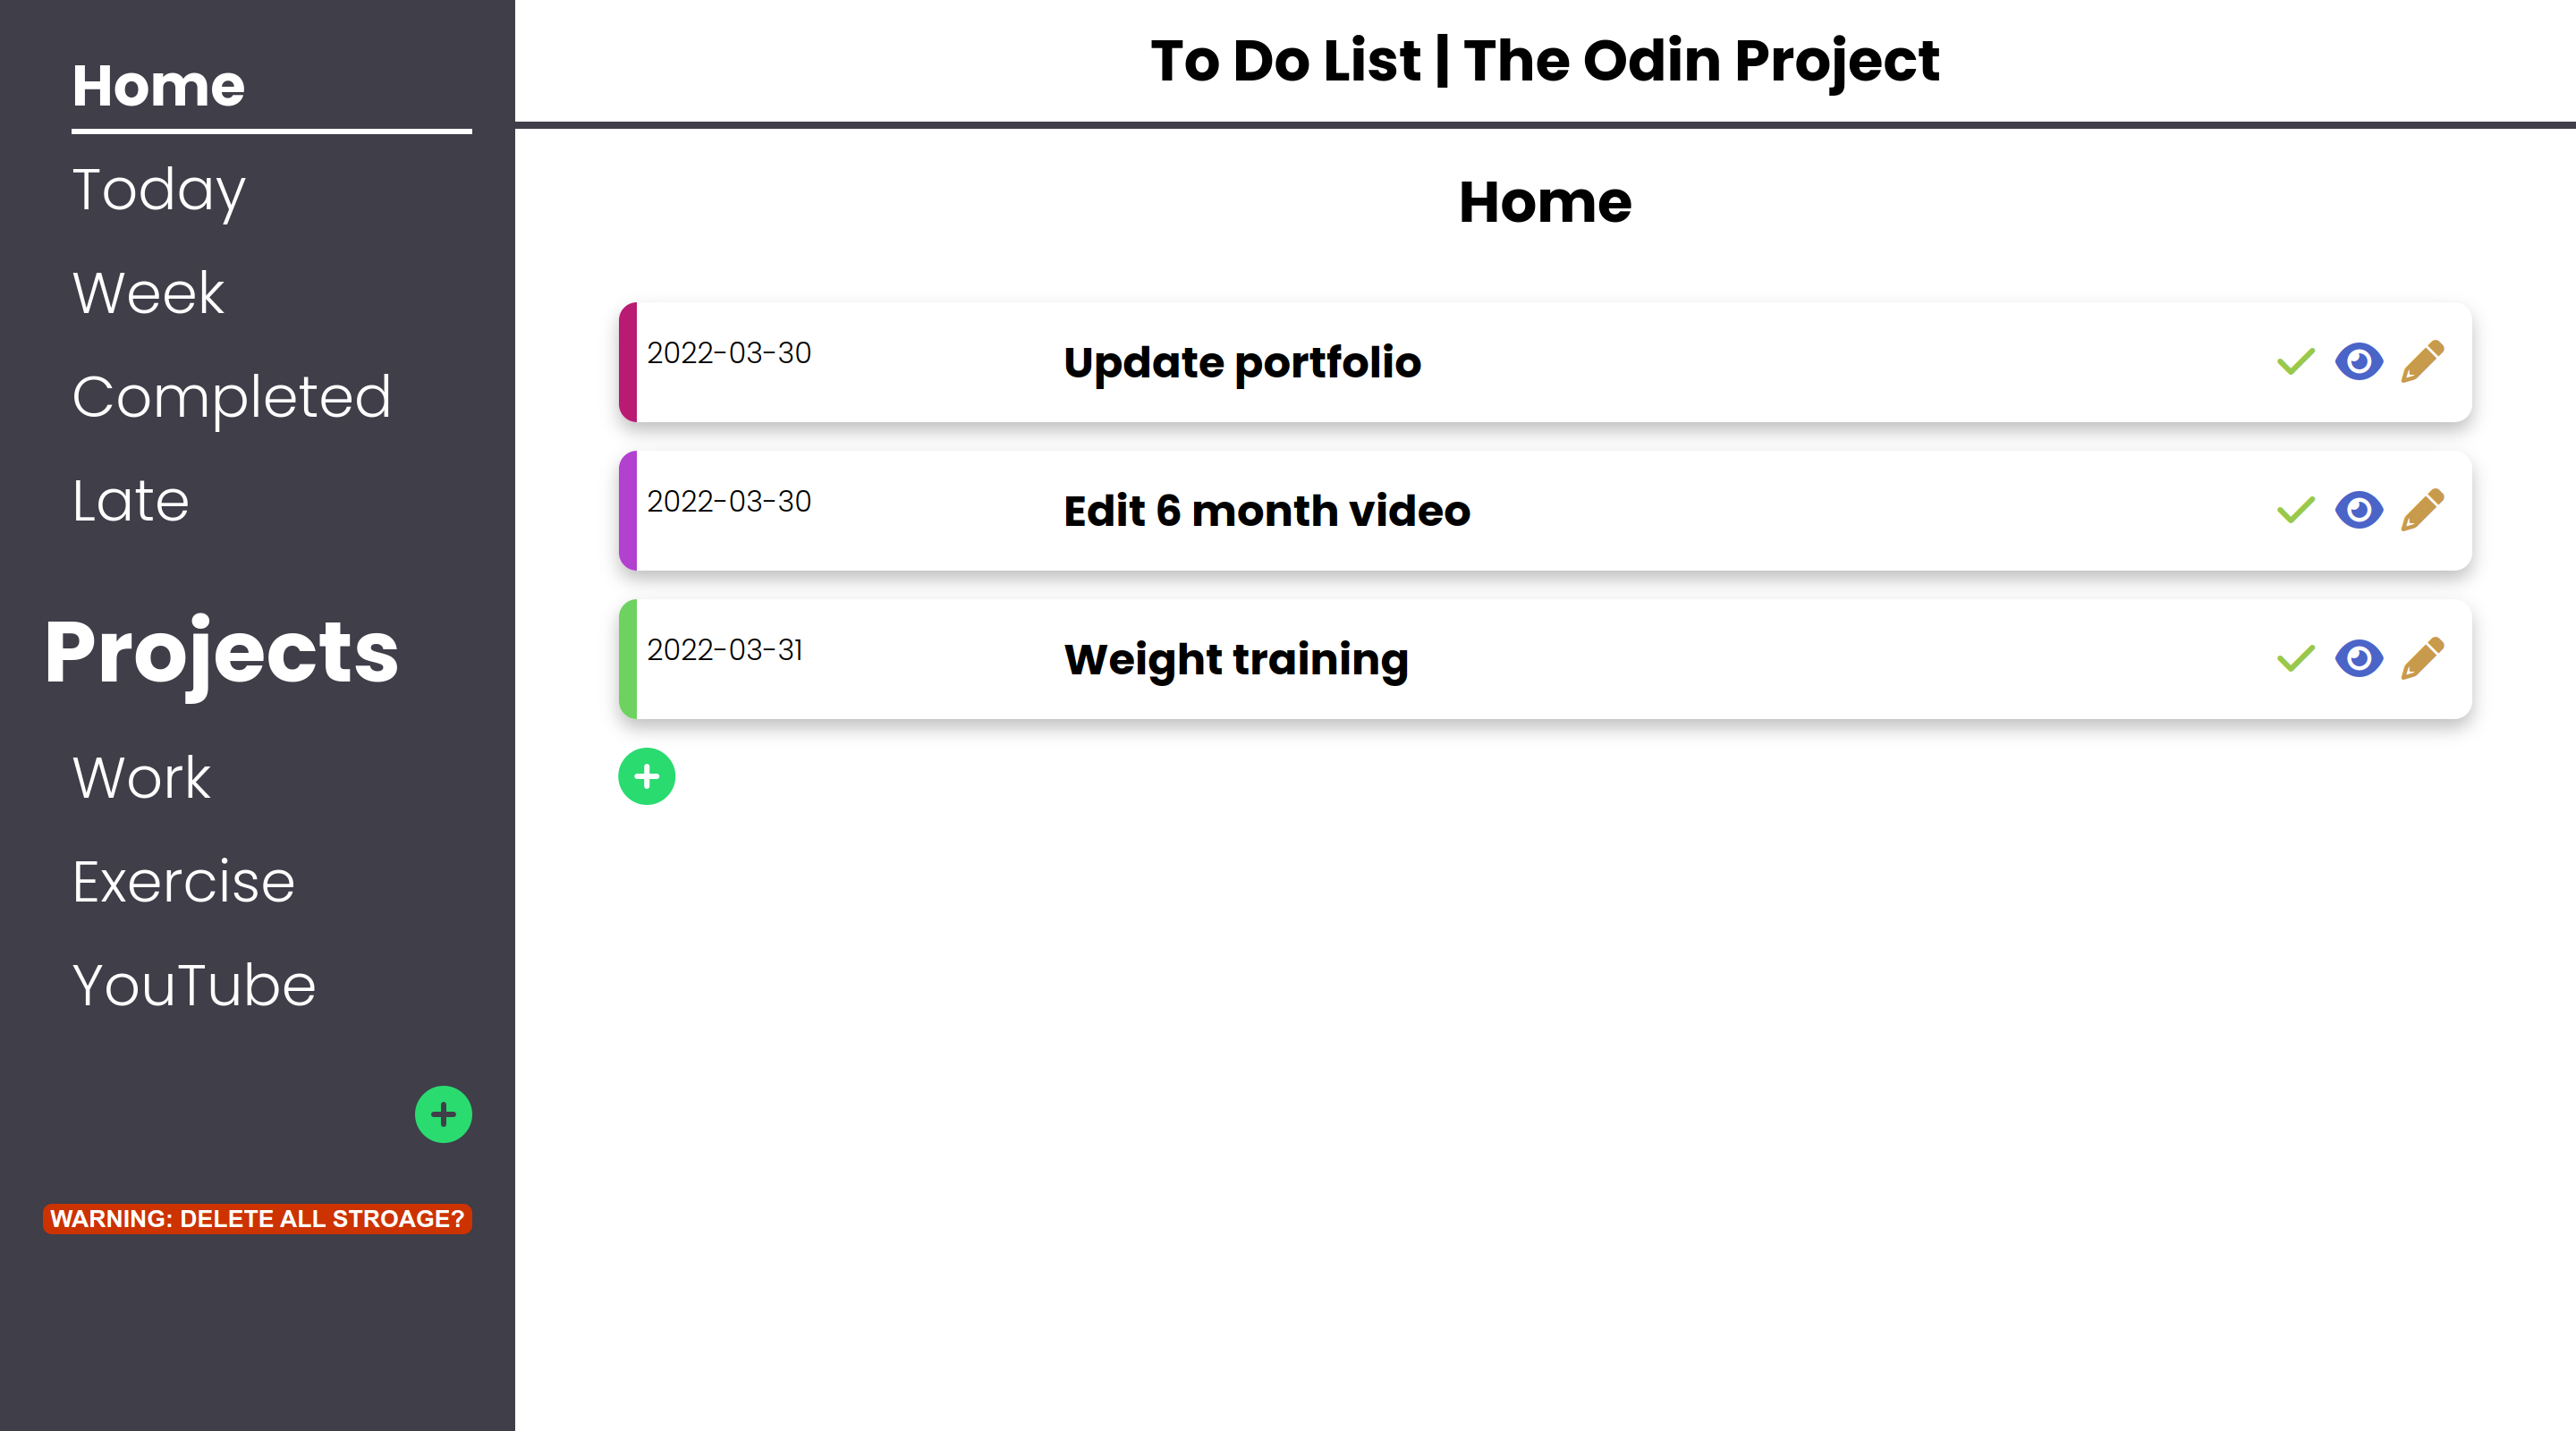 Home
Today
Week
Completed
Late
Projects
Work
Exercise
YouTube
WARNING: DELETE ALL STROAGE?
To Do List | The Odin Project
Home
2022-03-30
Update portfolio
2022-03-30
Edit 6 month video
2022-03-31
Weight training